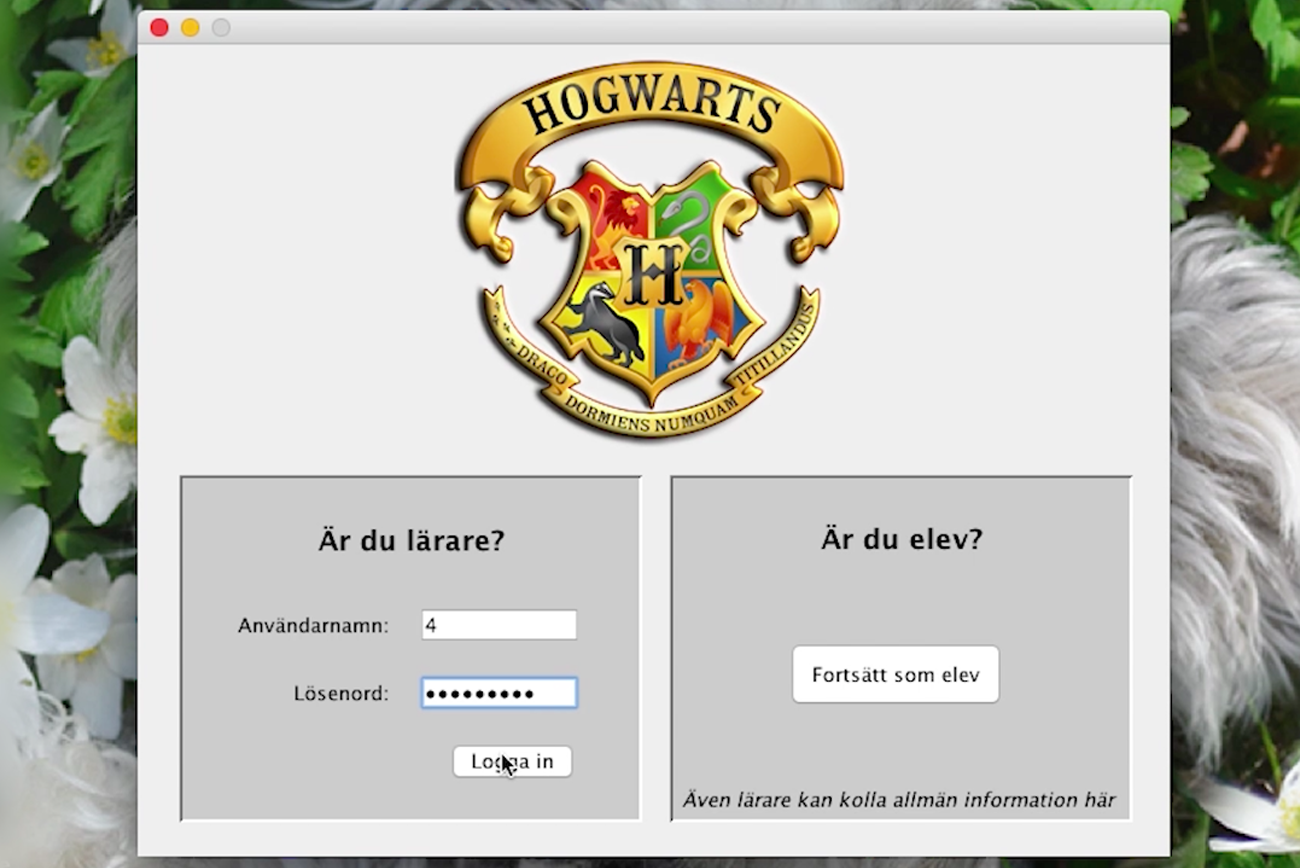 HOGWARTS
H
DRACO DORMIENS NUMQUAM TITILLANDUS
Är du lärare?
Användarnamn: 4
Lösenord: •••••••••
Logga in
Är du elev?
Fortsätt som elev
Även lärare kan kolla allmän information här